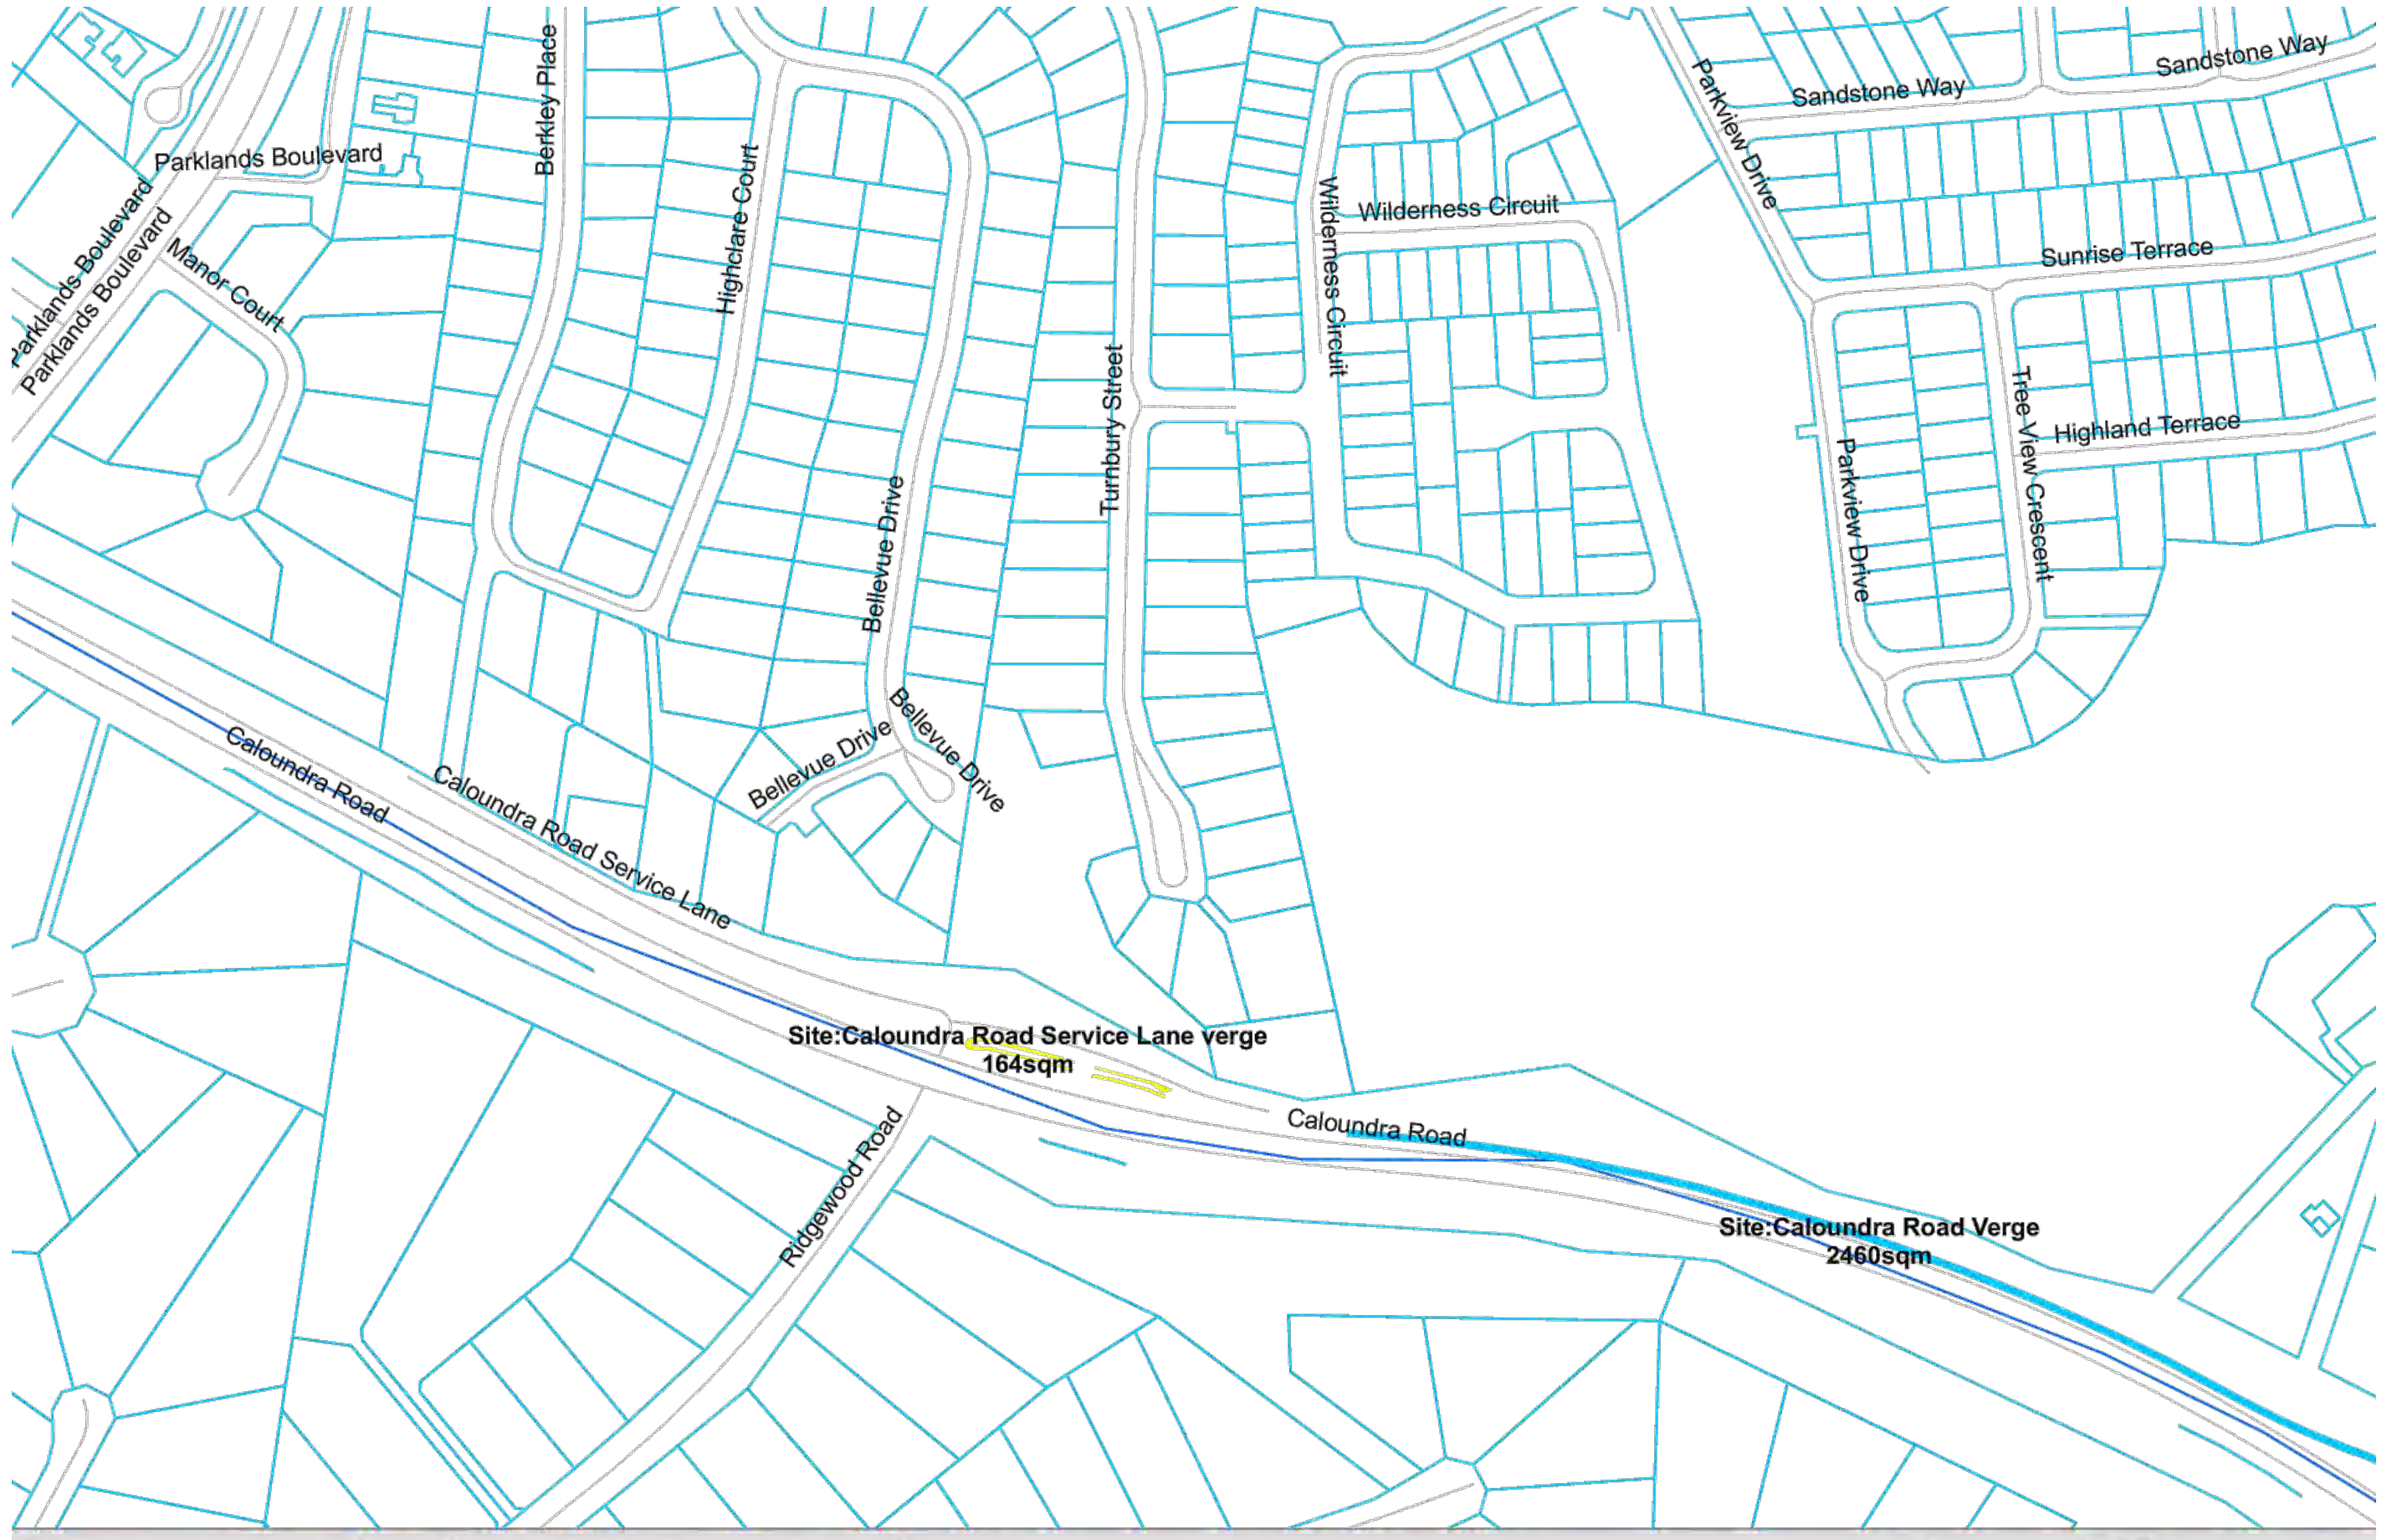 Berkley Place
Sandstone Way
Sandstone Way
Parkview Drive
Parklands Boulevard
Highclare Court
Parklands Boulevard
Parklands Boulevard
Manor Court
Wilderness Circuit
Wilderness Circuit
Sunrise Terrace
Turnbury Street
Tree View Crescent
Highland Terrace
Parkview Drive
Bellevue Drive
Bellevue Drive
Bellevue Drive
Caloundra Road
Caloundra Road Service Lane
Site:Caloundra Road Service Lane verge
164sqm
Caloundra Road
Ridgewood Road
Site:Caloundra Road Verge
2460sqm